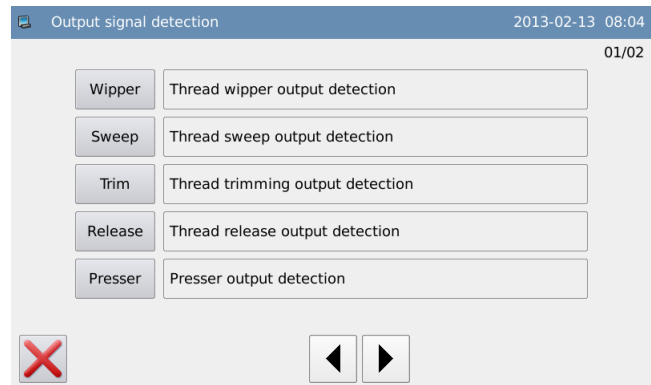 Output signal detection 2013-02-13 08:04
01/02
Wipper Thread wipper output detection
Sweep Thread sweep output detection
Trim Thread trimming output detection
Release Thread release output detection
Presser Presser output detection